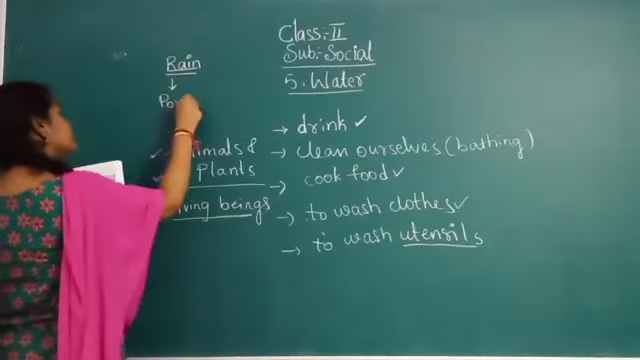 Class:- II
Sub:- Social
5. Water
Rain
↓
→ drink ✓
Animals &
Plants
→ clean ourselves (bathing)
→ cook food ✓
→ to wash clothes ✓
→ to wash utensils
beings